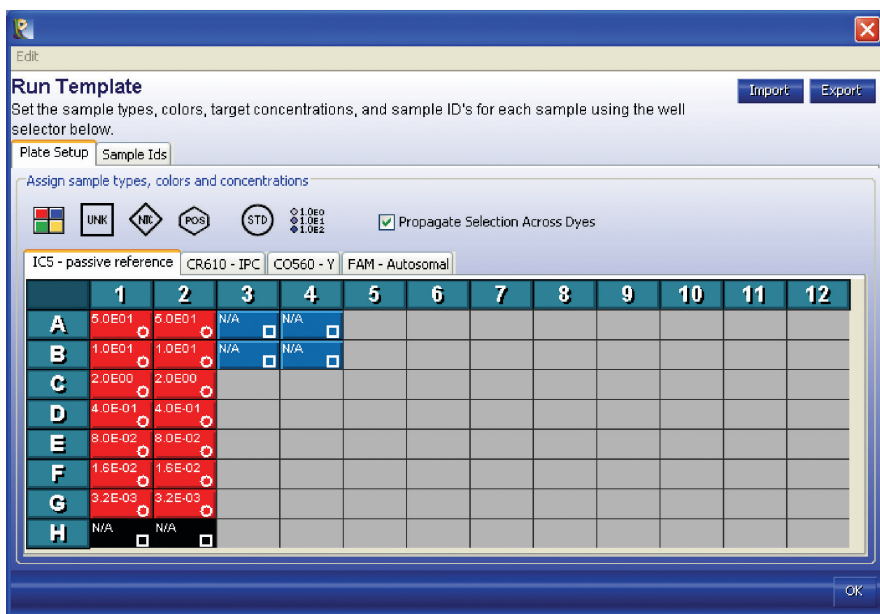 Edit
Run Template
Import Export
Set the sample types, colors, target concentrations, and sample ID's for each sample using the well
selector below.
Plate Setup Sample Ids
Assign sample types, colors and concentrations
UNK NTC POS STD 1.0E0
1.0E1
1.0E2
Propagate Selection Across Dyes
IC5 - passive reference CR610 - IPC CO560 - Y FAM - Autosomal
1 2 3 4 5 6 7 8 9 10 11 12
A 5.0E01 5.0E01 N/A N/A
B 1.0E01 1.0E01 N/A N/A
C 2.0E00 2.0E00
D 4.0E-01 4.0E-01
E 8.0E-02 8.0E-02
F 1.6E-02 1.6E-02
G 3.2E-03 3.2E-03
H N/A N/A
OK